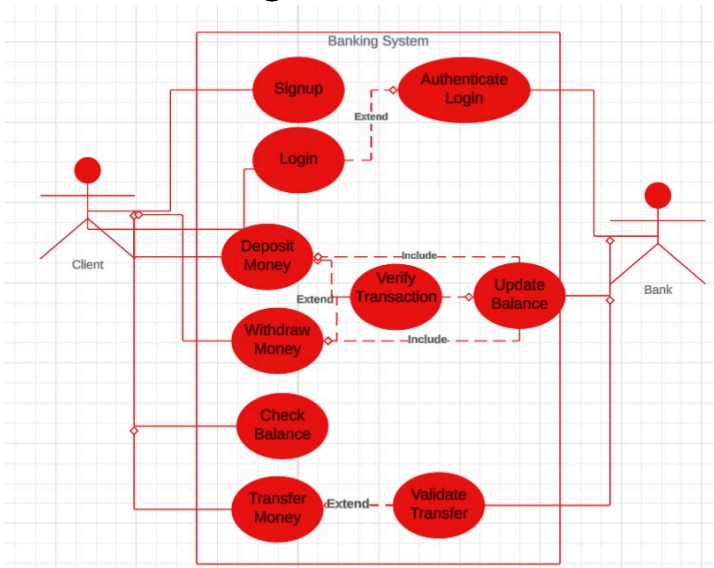 Banking System
Signup
Authenticate
Login
Extend
Login
Client
Deposit
Money
Include
Verify
Transaction
Extend
Update
Balance
Bank
Withdraw
Money
Include
Check
Balance
Transfer
Money
Extend
Validate
Transfer